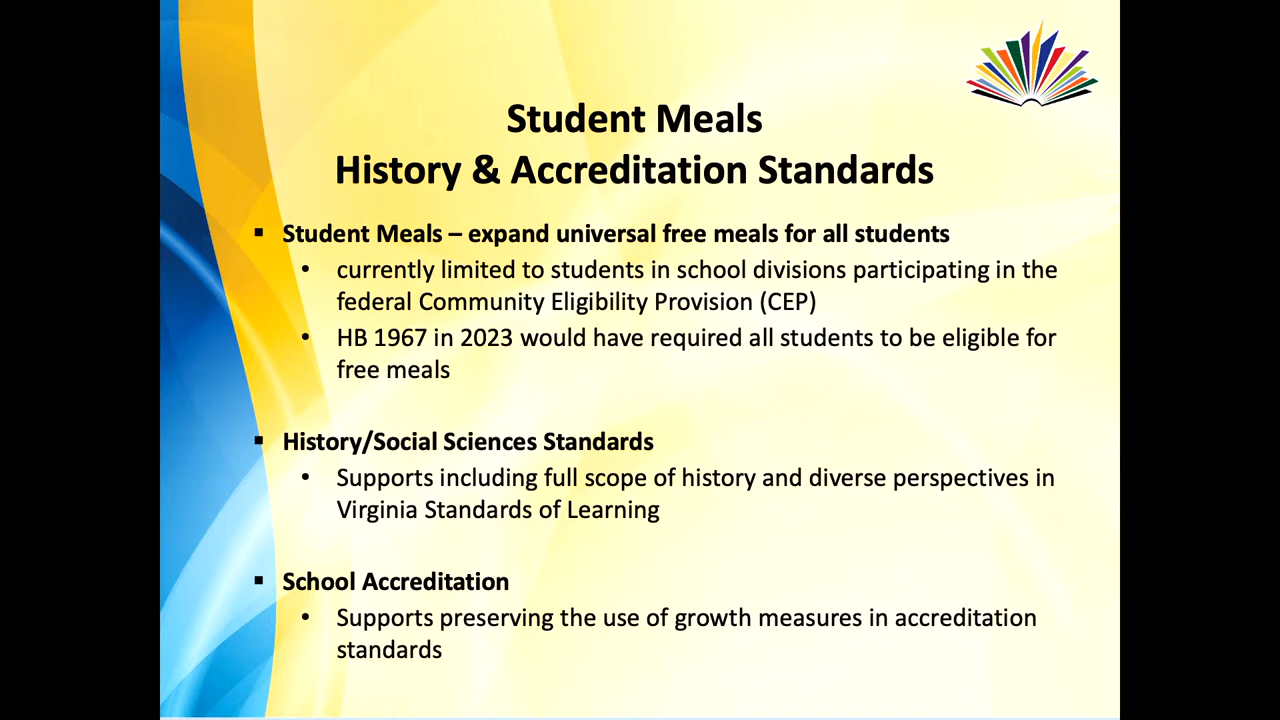 Student Meals
History & Accreditation Standards
▪ Student Meals – expand universal free meals for all students
• currently limited to students in school divisions participating in the
federal Community Eligibility Provision (CEP)
• HB 1967 in 2023 would have required all students to be eligible for
free meals
▪ History/Social Sciences Standards
• Supports including full scope of history and diverse perspectives in
Virginia Standards of Learning
▪ School Accreditation
• Supports preserving the use of growth measures in accreditation
standards